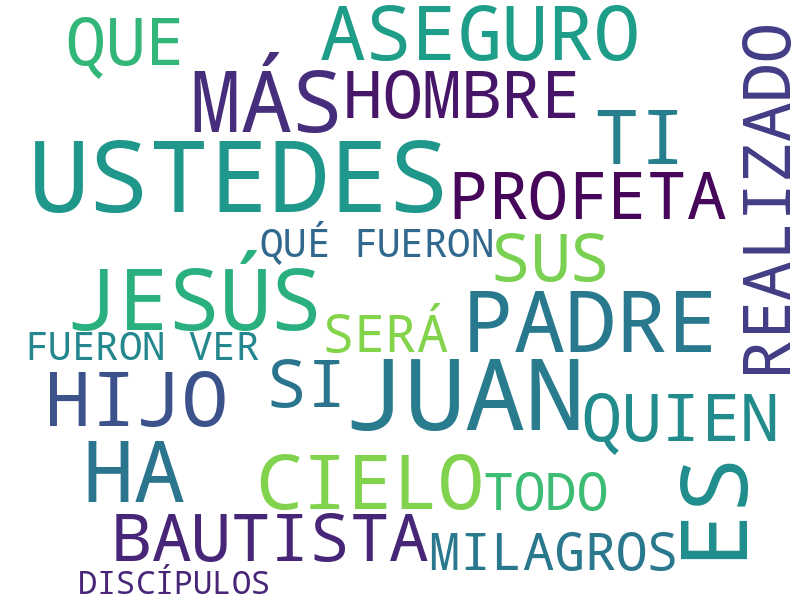 QUE
ASEGURO
MÁS
HOMBRE
REALIZADO
TI
USTEDES
PROFETA
QUÉ FUERON
SUS
JESÚS
SERÁ
PADRE
FUERON VER
SI
JUAN
HIJO
QUIEN
HA
CIELO
TODO
ES
BAUTISTA
MILAGROS
DISCÍPULOS